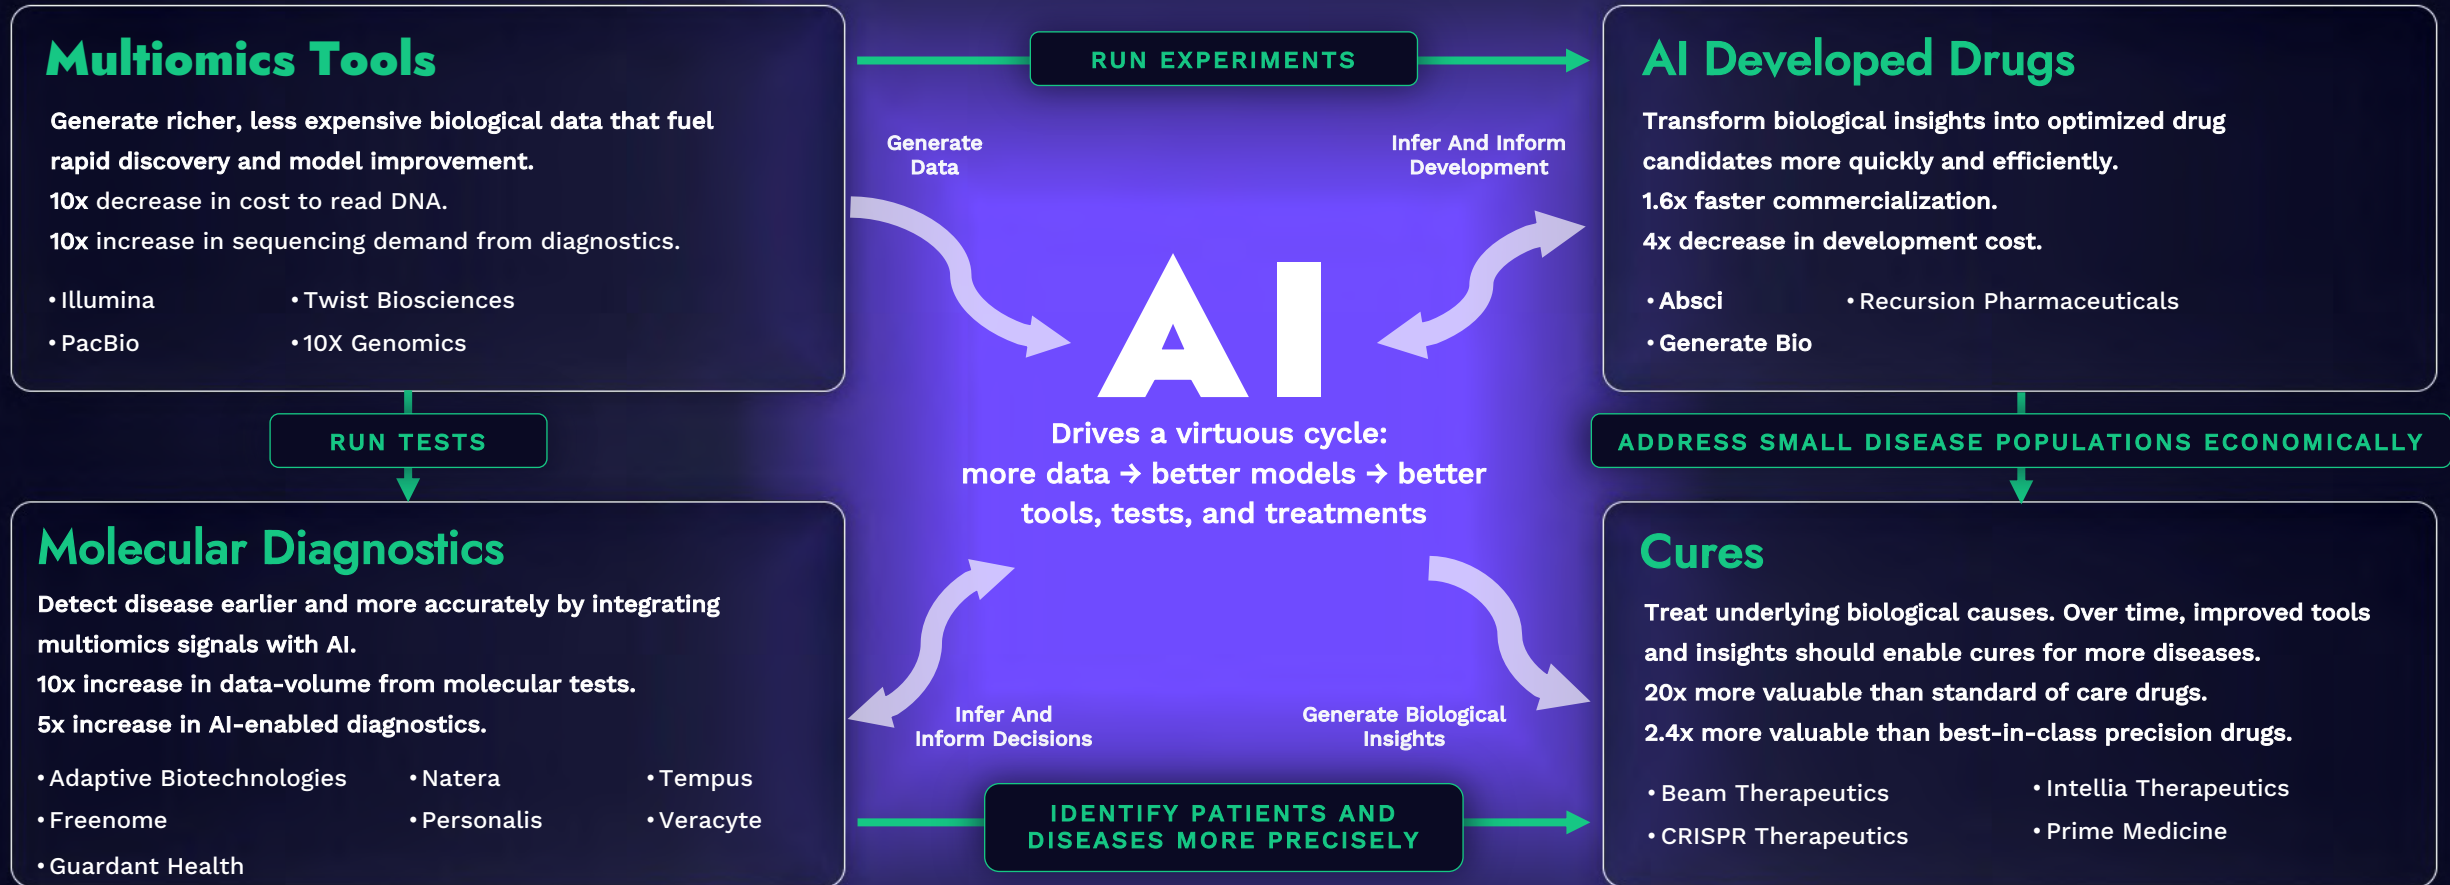 Multiomics Tools
Generate richer, less expensive biological data that fuel
rapid discovery and model improvement.
10x decrease in cost to read DNA.
10x increase in sequencing demand from diagnostics.
• Illumina
• Twist Biosciences
• PacBio
• 10X Genomics
RUN EXPERIMENTS
Generate
Data
Infer And Inform
Development
AI Developed Drugs
Transform biological insights into optimized drug
candidates more quickly and efficiently.
1.6x faster commercialization.
4x decrease in development cost.
• Absci
• Recursion Pharmaceuticals
• Generate Bio
AI
Drives a virtuous cycle:
more data → better models → better
tools, tests, and treatments
RUN TESTS
ADDRESS SMALL DISEASE POPULATIONS ECONOMICALLY
Molecular Diagnostics
Detect disease earlier and more accurately by integrating
multiomics signals with AI.
10x increase in data-volume from molecular tests.
5x increase in AI-enabled diagnostics.
• Adaptive Biotechnologies
• Natera
• Tempus
• Freenome
• Personalis
• Veracyte
• Guardant Health
Infer And
Inform Decisions
Generate Biological
Insights
IDENTIFY PATIENTS AND
DISEASES MORE PRECISELY
Cures
Treat underlying biological causes. Over time, improved tools
and insights should enable cures for more diseases.
20x more valuable than standard of care drugs.
2.4x more valuable than best-in-class precision drugs.
• Beam Therapeutics
• Intellia Therapeutics
• CRISPR Therapeutics
• Prime Medicine